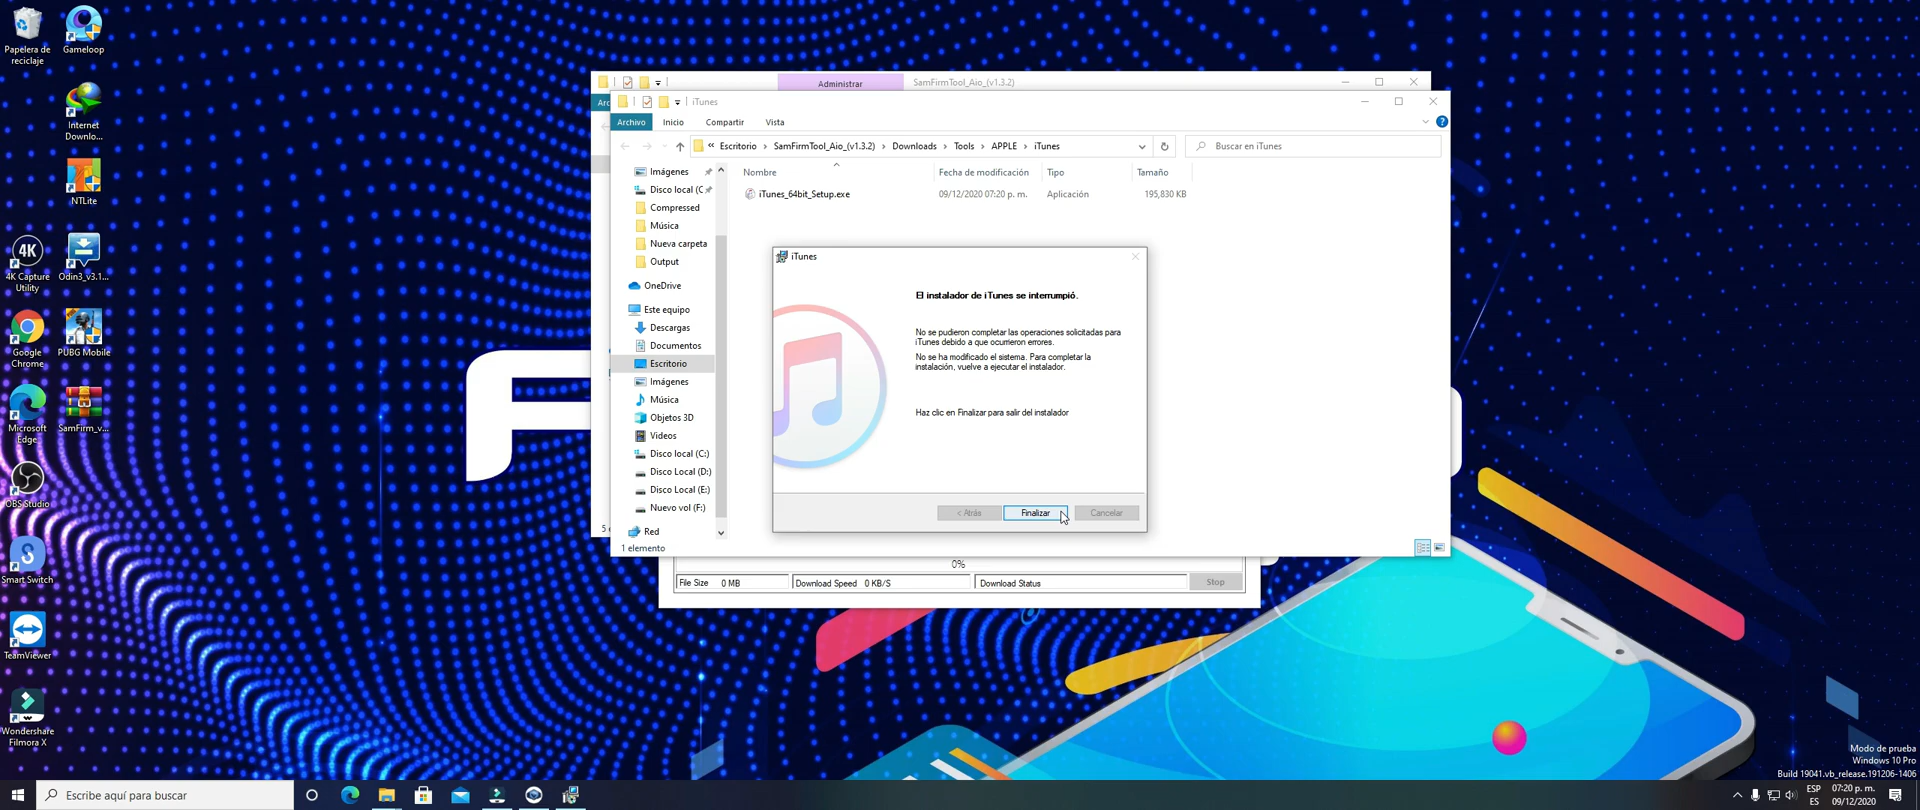 Papelera de
reciclaje
Gameloop
Internet
Downlo...
NTLite
4K
4K Capture
Utility
Odin3_v3.1...
Google
Chrome
PUBG Mobile
Microsoft
Edge
SamFirm_v...
OBS Studio
Smart Switch
TeamViewer
Wondershare
Filmora X
Administrar
SamFirmTool_Aio_(v1.3.2)
iTunes
Archivo
Inicio
Compartir
Vista
« Escritorio › SamFirmTool_Aio_(v1.3.2) › Downloads › Tools › APPLE › iTunes
Buscar en iTunes
Imágenes
Disco local (C
Compressed
Música
Nueva carpeta
Output
OneDrive
Este equipo
Descargas
Documentos
Escritorio
Imágenes
Música
Objetos 3D
Videos
Disco local (C:)
Disco Local (D:)
Disco Local (E:)
Nuevo vol (F:)
Red
1 elemento
Nombre
Fecha de modificación
Tipo
Tamaño
iTunes_64bit_Setup.exe
09/12/2020 07:20 p. m.
Aplicación
195,830 KB
iTunes
El instalador de iTunes se interrumpió.
No se pudieron completar las operaciones solicitadas para
iTunes debido a que ocurrieron errores.
No se ha modificado el sistema. Para completar la
instalación, vuelve a ejecutar el instalador.
Haz clic en Finalizar para salir del instalador
< Atrás
Finalizar
Cancelar
0%
File Size 0 MB
Download Speed 0 KB/S
Download Status
Stop
Modo de prueba
Windows 10 Pro
Build 19041.vb_release.191206-1406
Escribe aquí para buscar
ESP
ES
07:20 p. m.
09/12/2020